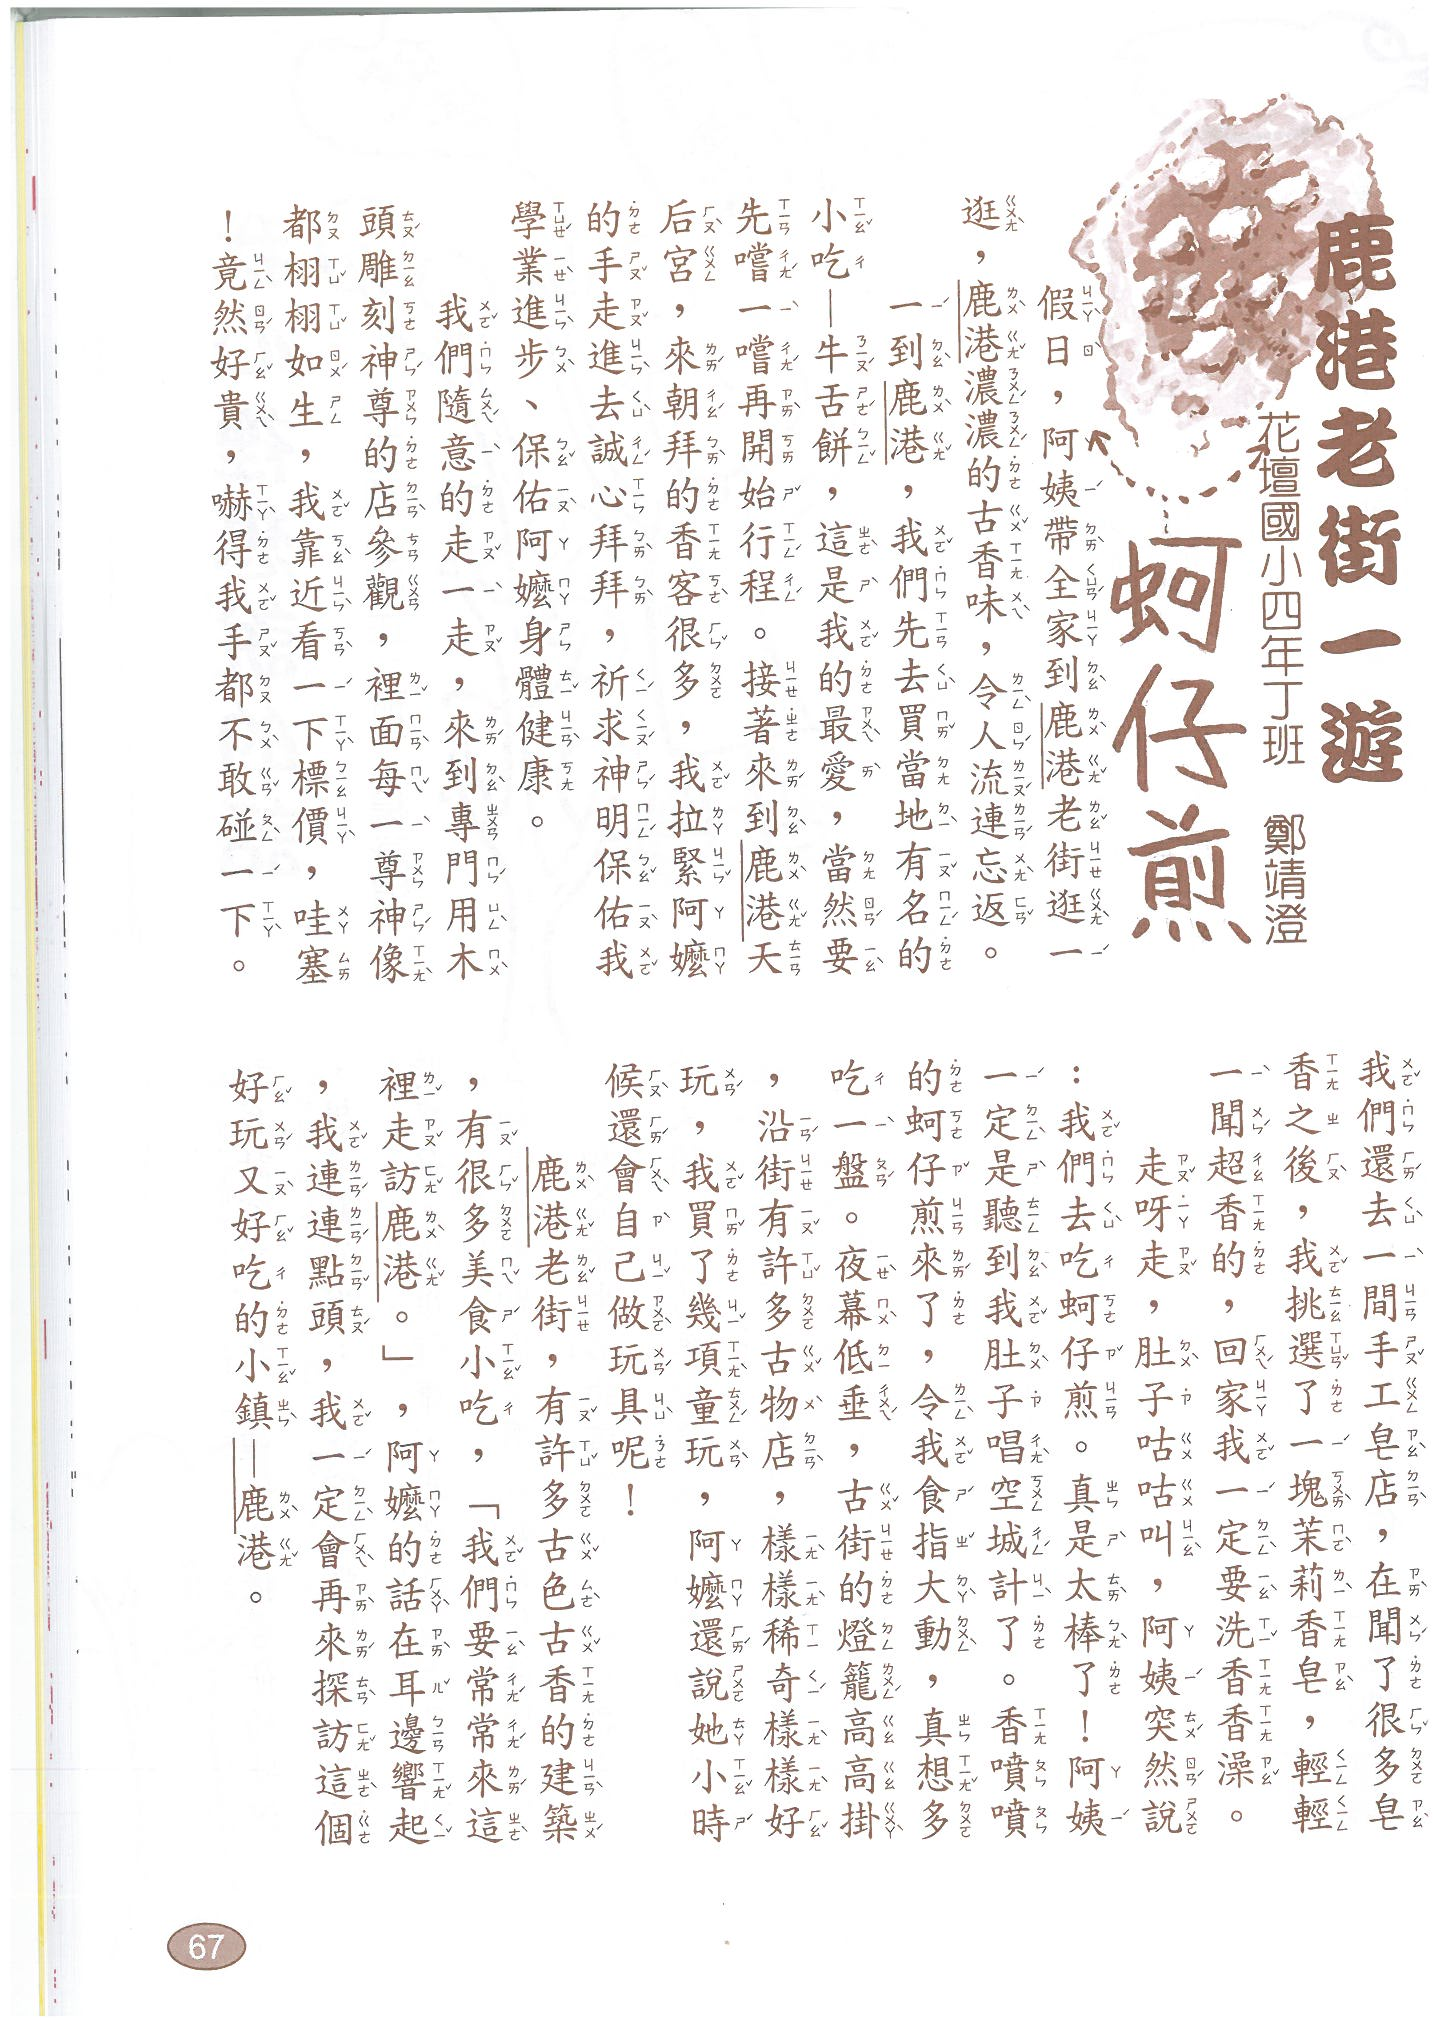 鹿港老街一遊
花壇國小四年丁班　鄭靖澄
蚵仔煎
假日，阿姨帶全家到鹿港老街逛一
逛，鹿港濃濃的古香味，令人流連忘返。
一到鹿港，我們先去買當地有名的
小吃—牛舌餅，這是我的最愛，當然要
先嚐一嚐再開始行程。接著來到鹿港天
后宮，來朝拜的香客很多，我拉緊阿嬤
的手走進去誠心拜拜，祈求神明保佑我
學業進步、保佑阿嬤身體健康。
我們隨意的走一走，來到專門用木
頭雕刻神尊的店參觀，裡面每一尊神像
都栩栩如生，我靠近看一下標價，哇塞
！竟然好貴，嚇得我手都不敢碰一下。
我們還去一間手工皂店，在聞了很多皂
香之後，我挑選了一塊茉莉香皂，輕輕
一聞超香的，回家我一定要洗香香澡。
走呀走，肚子咕咕叫，阿姨突然說
：我們去吃蚵仔煎。真是太棒了！阿姨
一定是聽到我肚子唱空城計了。香噴噴
的蚵仔煎來了，令我食指大動，真想多
吃一盤。夜幕低垂，古街的燈籠高高掛
，沿街有許多古物店，樣樣稀奇樣樣好
玩，我買了幾項童玩，阿嬤還說她小時
候還會自己做玩具呢！
鹿港老街，有許多古色古香的建築
，有很多美食小吃，「我們要常常來這
裡走訪鹿港。」，阿嬤的話在耳邊響起
，我連連點頭，我一定會再來探訪這個
好玩又好吃的小鎮—鹿港。
67